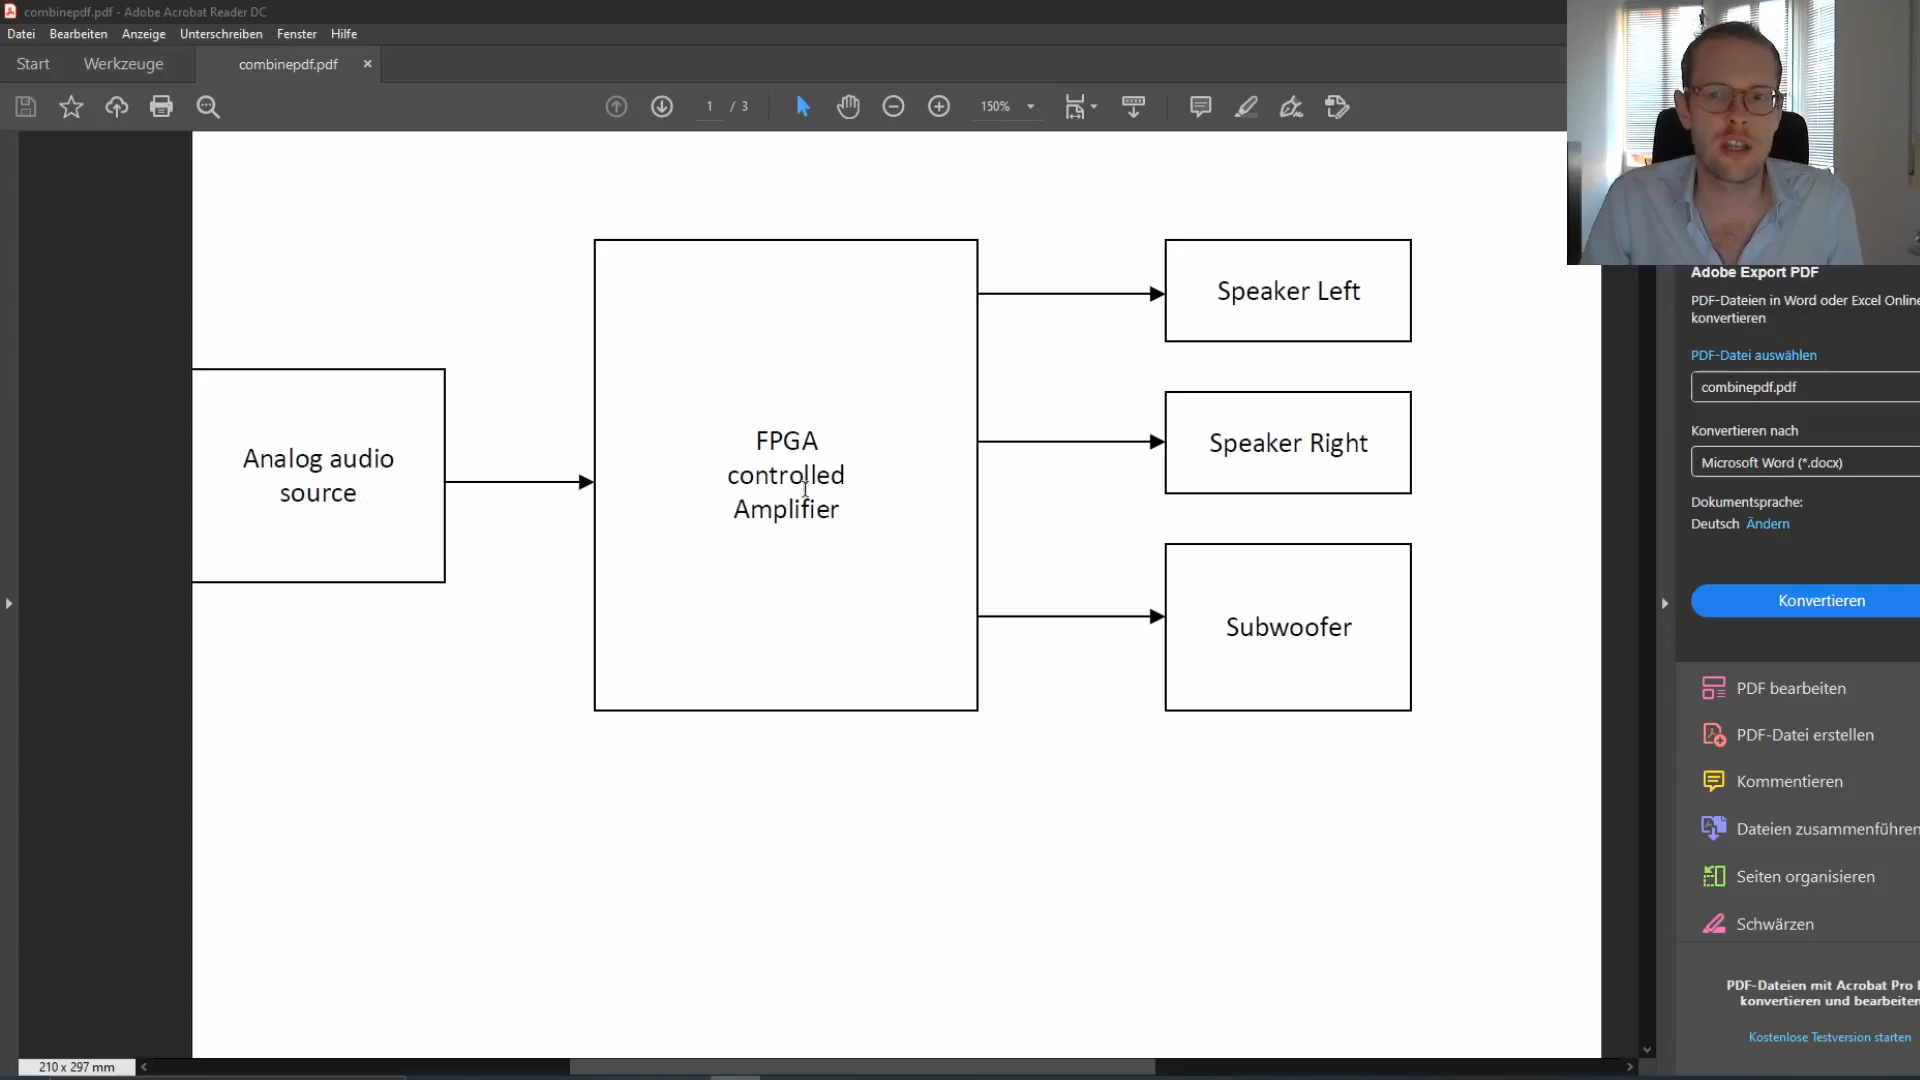 combinepdf.pdf - Adobe Acrobat Reader DC
Datei Bearbeiten Anzeige Unterschreiben Fenster Hilfe
Start Werkzeuge combinepdf.pdf ×
1 / 3 150%
Analog audio
source
FPGA
controlled
Amplifier
Speaker Left
Speaker Right
Subwoofer
Adobe Export PDF
PDF-Dateien in Word oder Excel Online
konvertieren
PDF-Datei auswählen
combinepdf.pdf
Konvertieren nach
Microsoft Word (*.docx)
Dokumentsprache:
Deutsch Ändern
Konvertieren
PDF bearbeiten
PDF-Datei erstellen
Kommentieren
Dateien zusammenführen
Seiten organisieren
Schwärzen
PDF-Dateien mit Acrobat Pro
konvertieren und bearbeiten
Kostenlose Testversion starten
210 x 297 mm